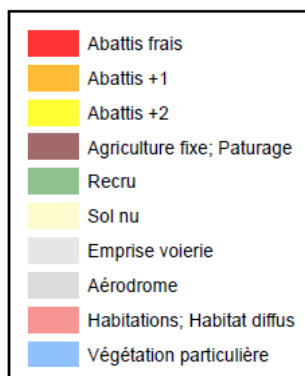 Abattis frais
Abattis +1
Abattis +2
Agriculture fixe; Paturage
Recru
Sol nu
Emprise voierie
Aérodrome
Habitations; Habitat diffus
Végétation particulière